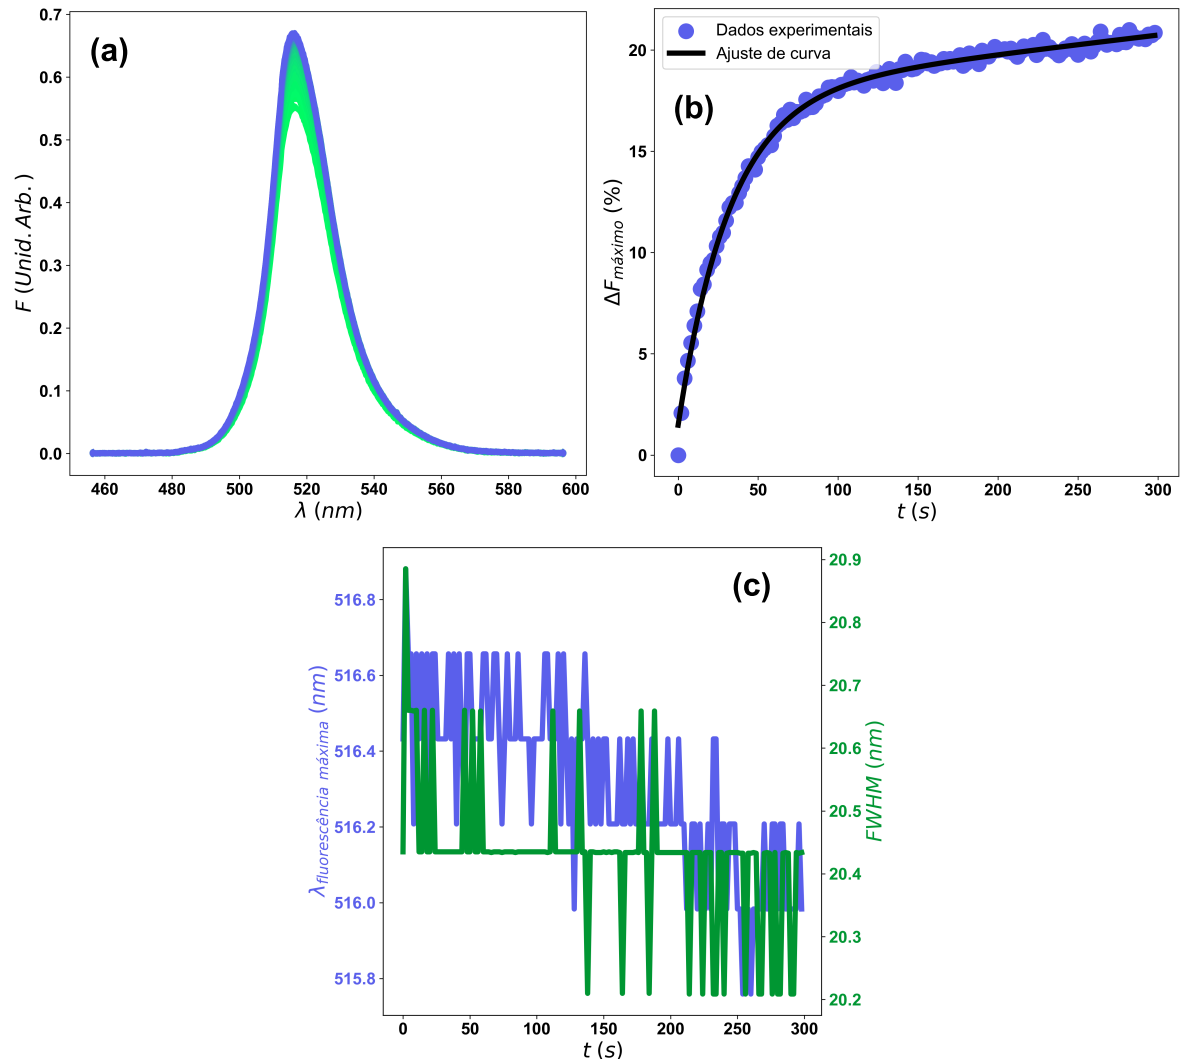 (a)
0.7
0.6
0.5
0.4
0.3
0.2
0.1
0.0
F (Unid. Arb.)
460 480 500 520 540 560 580 600
λ (nm)
(b)
Dados experimentais
Ajuste de curva
20
15
10
5
0
ΔFmáximo (%)
0 50 100 150 200 250 300
t (s)
(c)
516.8
516.6
516.4
516.2
516.0
515.8
λfluorescência máxima (nm)
20.9
20.8
20.7
20.6
20.5
20.4
20.3
20.2
FWHM (nm)
0 50 100 150 200 250 300
t (s)